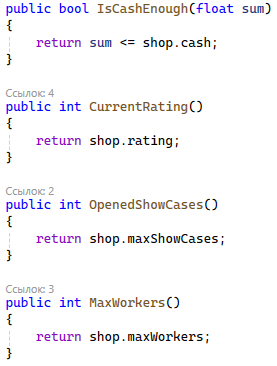 public bool IsCashEnough(float sum)
{
    return sum <= shop.cash;
}
Ссылок: 4
public int CurrentRating()
{
    return shop.rating;
}
Ссылок: 2
public int OpenedShowCases()
{
    return shop.maxShowCases;
}
Ссылок: 3
public int MaxWorkers()
{
    return shop.maxWorkers;
}